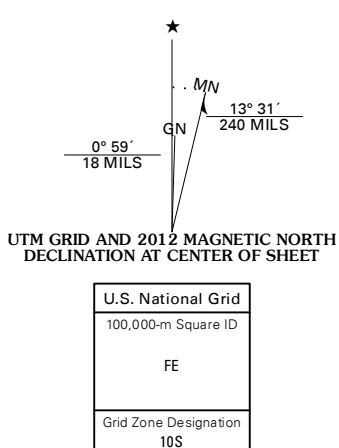 ★
MN
GN
13° 31´
240 MILS
0° 59´
18 MILS
UTM GRID AND 2012 MAGNETIC NORTH
DECLINATION AT CENTER OF SHEET
U.S. National Grid
100,000-m Square ID
FE
Grid Zone Designation
10S